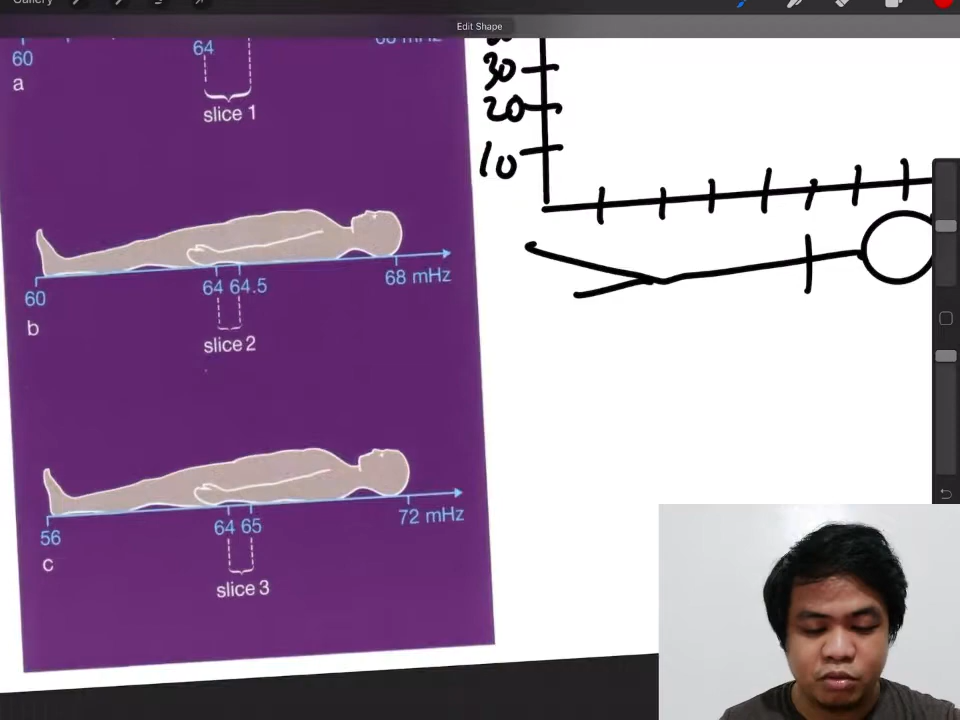 Edit Shape
60
64
a
slice 1
30
20
10
60
64 64.5
68 mHz
b
slice 2
56
64 65
72 mHz
c
slice 3